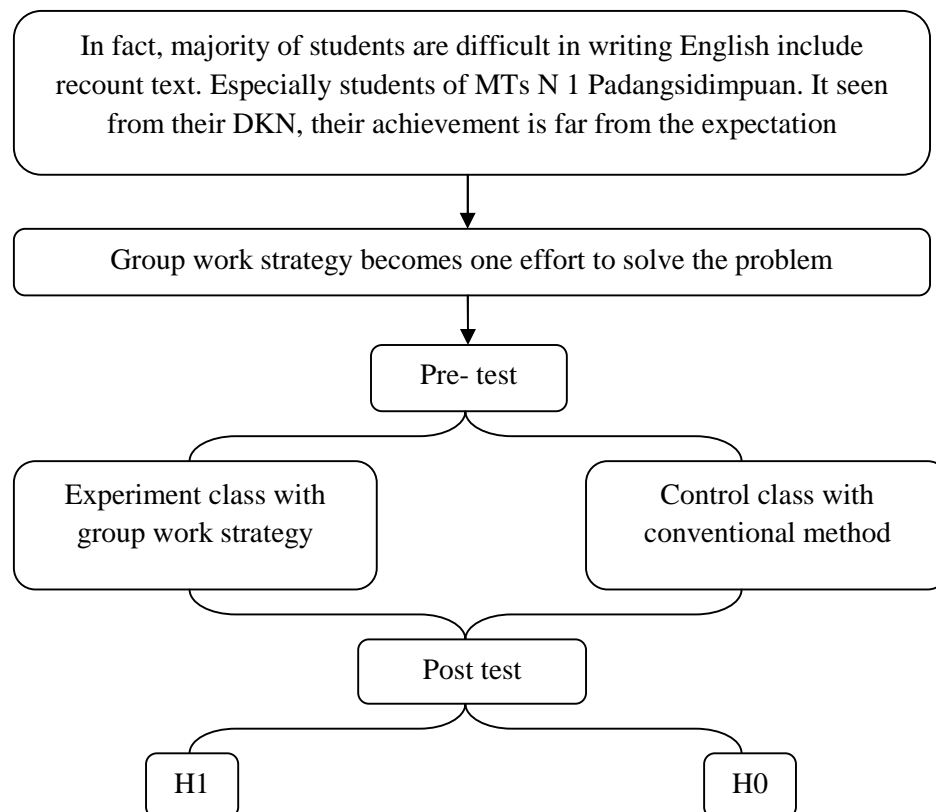 In fact, majority of students are difficult in writing English include
recount text. Especially students of MTs N 1 Padangsidimpuan. It seen
from their DKN, their achievement is far from the expectation
Group work strategy becomes one effort to solve the problem
Pre- test
Experiment class with
group work strategy
Control class with
conventional method
Post test
H1
H0